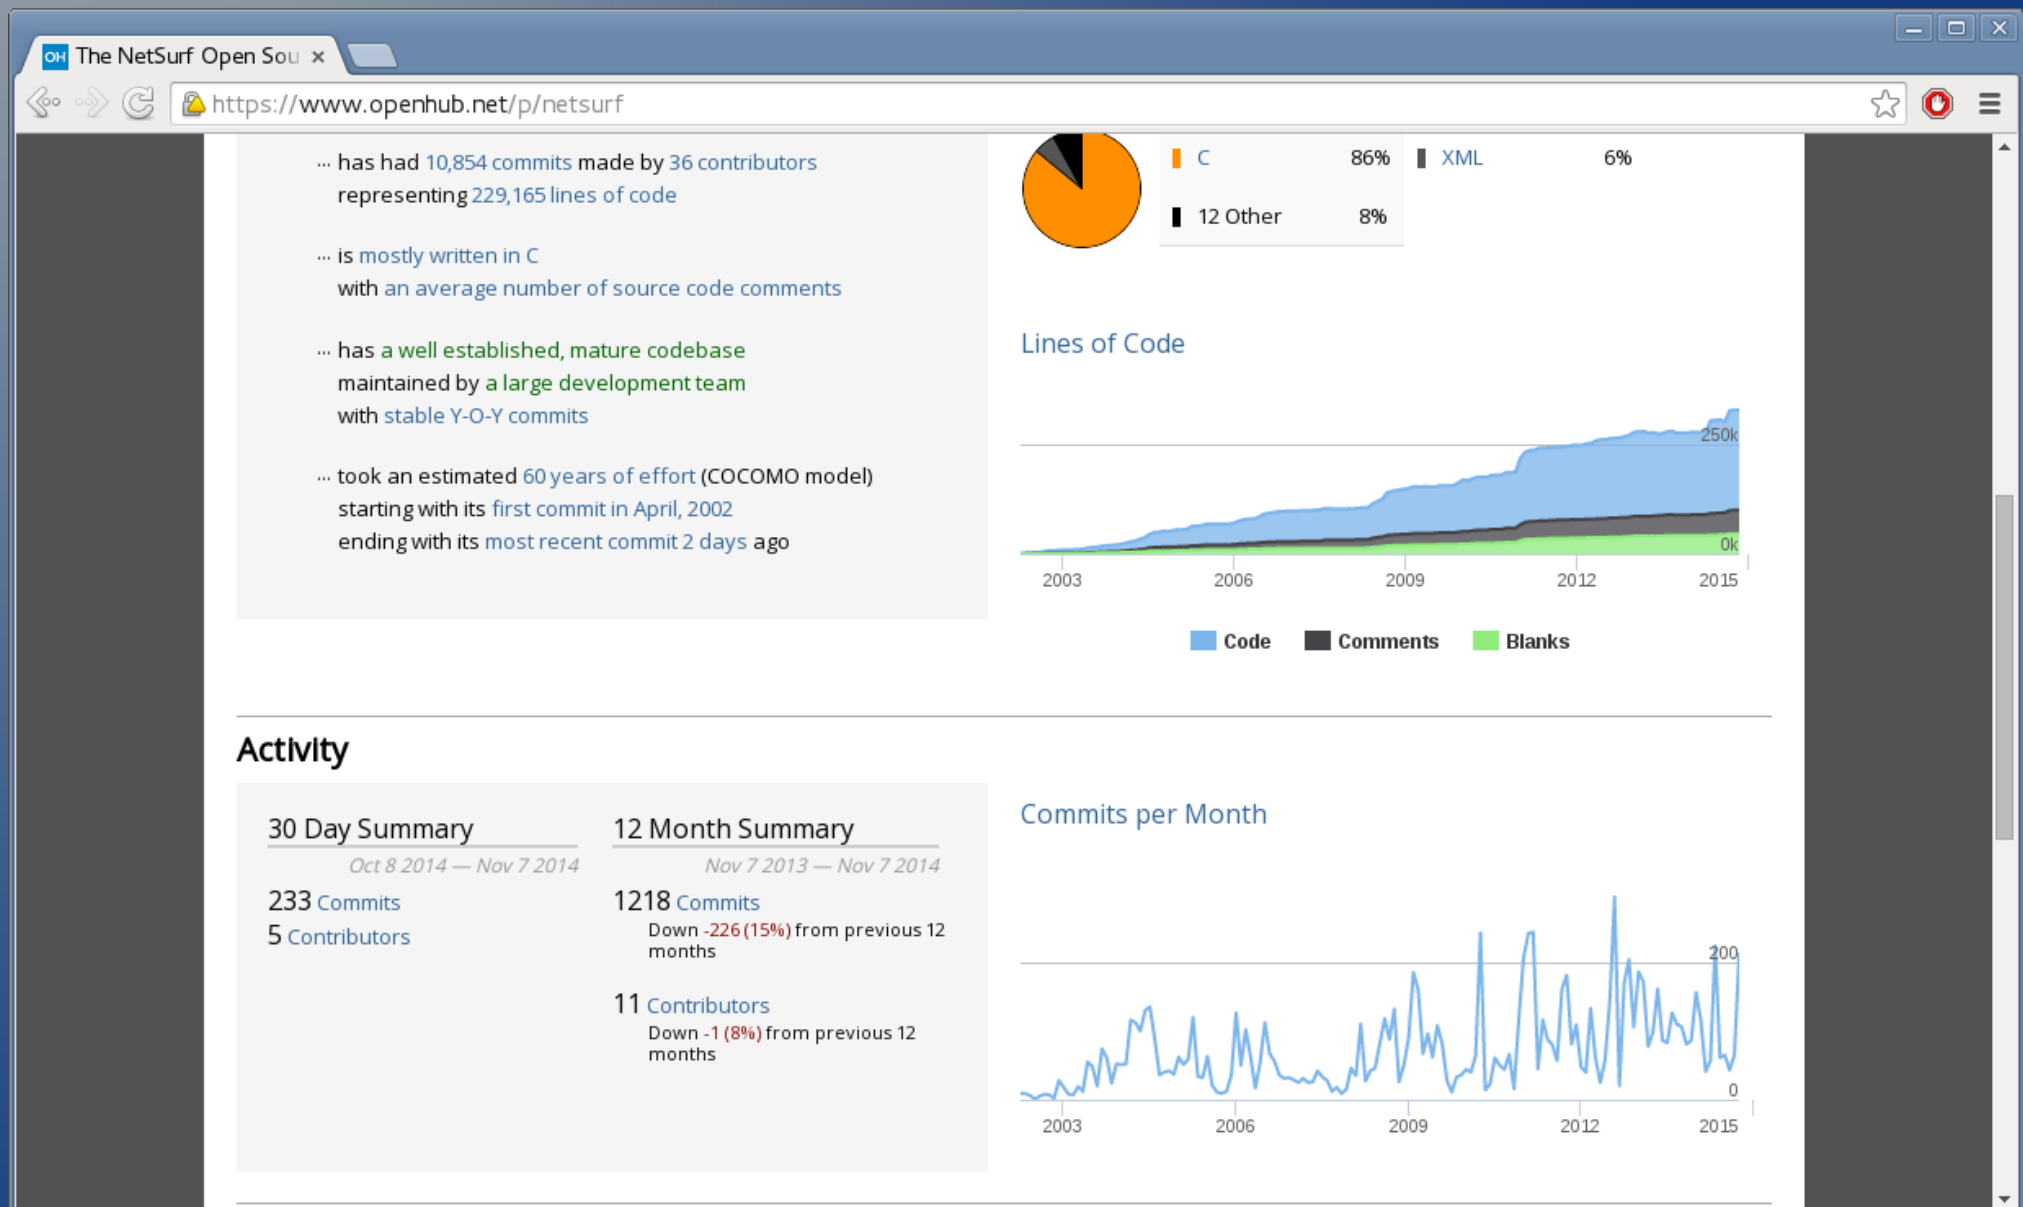 OH The NetSurf Open Sou
https://www.openhub.net/p/netsurf
... has had 10,854 commits made by 36 contributors
representing 229,165 lines of code
... is mostly written in C
with an average number of source code comments
... has a well established, mature codebase
maintained by a large development team
with stable Y-O-Y commits
... took an estimated 60 years of effort (COCOMO model)
starting with its first commit in April, 2002
ending with its most recent commit 2 days ago
C 86% XML 6%
12 Other 8%
Lines of Code
250k
0k
2003 2006 2009 2012 2015
Code Comments Blanks
Activity
30 Day Summary
Oct 8 2014 — Nov 7 2014
233 Commits
5 Contributors
12 Month Summary
Nov 7 2013 — Nov 7 2014
1218 Commits
Down -226 (15%) from previous 12
months
11 Contributors
Down -1 (8%) from previous 12
months
Commits per Month
200
0
2003 2006 2009 2012 2015